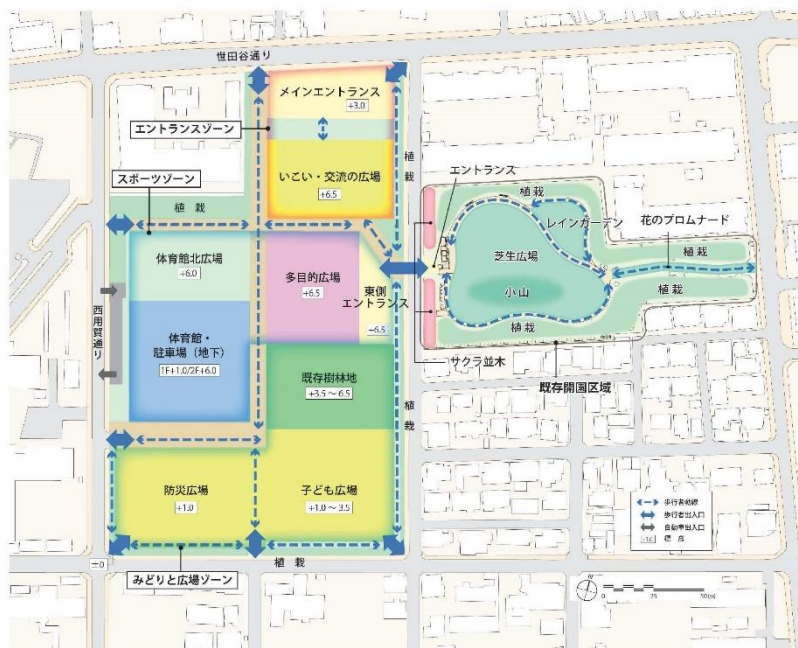 世田谷通り
メインエントランス
+3.0
エントランスゾーン
いこい・交流の広場
+6.5
植栽
エントランス
植栽
レインガーデン
花のプロムナード
スポーツゾーン
植栽
体育館北広場
+6.0
多目的広場
+6.5
東側
エントランス
+6.5
芝生広場
小山
植栽
植栽
植栽
西用賀通り
体育館・
駐車場（地下）
1F+1.0/2F+6.0
サクラ並木
既存開園区域
既存樹林地
+3.5～6.5
植栽
防災広場
+1.0
子ども広場
+1.0～3.5
歩行者動線
歩行者出入口
自動車出入口
標高
±0
植栽
みどりと広場ゾーン
N
0
25
50(m)